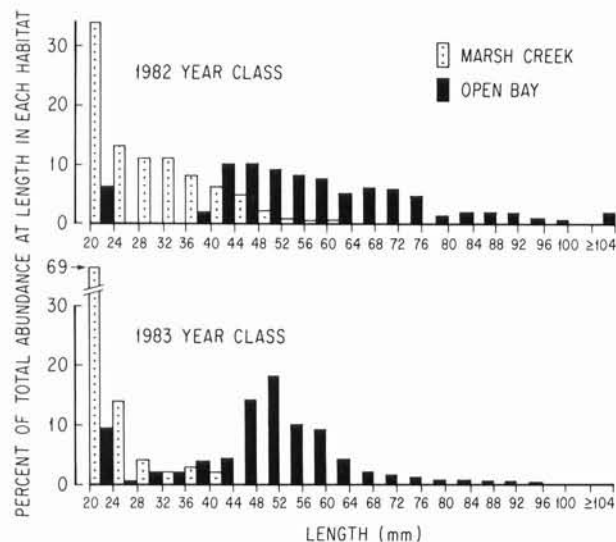 PERCENT OF TOTAL ABUNDANCE AT LENGTH IN EACH HABITAT
30
20
10
0
1982 YEAR CLASS
MARSH CREEK
OPEN BAY
20 24 28 32 36 40 44 48 52 56 60 64 68 72 76 80 84 88 92 96 100 ≥104
69
30
20
10
0
1983 YEAR CLASS
20 24 28 32 36 40 44 48 52 56 60 64 68 72 76 80 84 88 92 96 100 ≥104
LENGTH (mm)